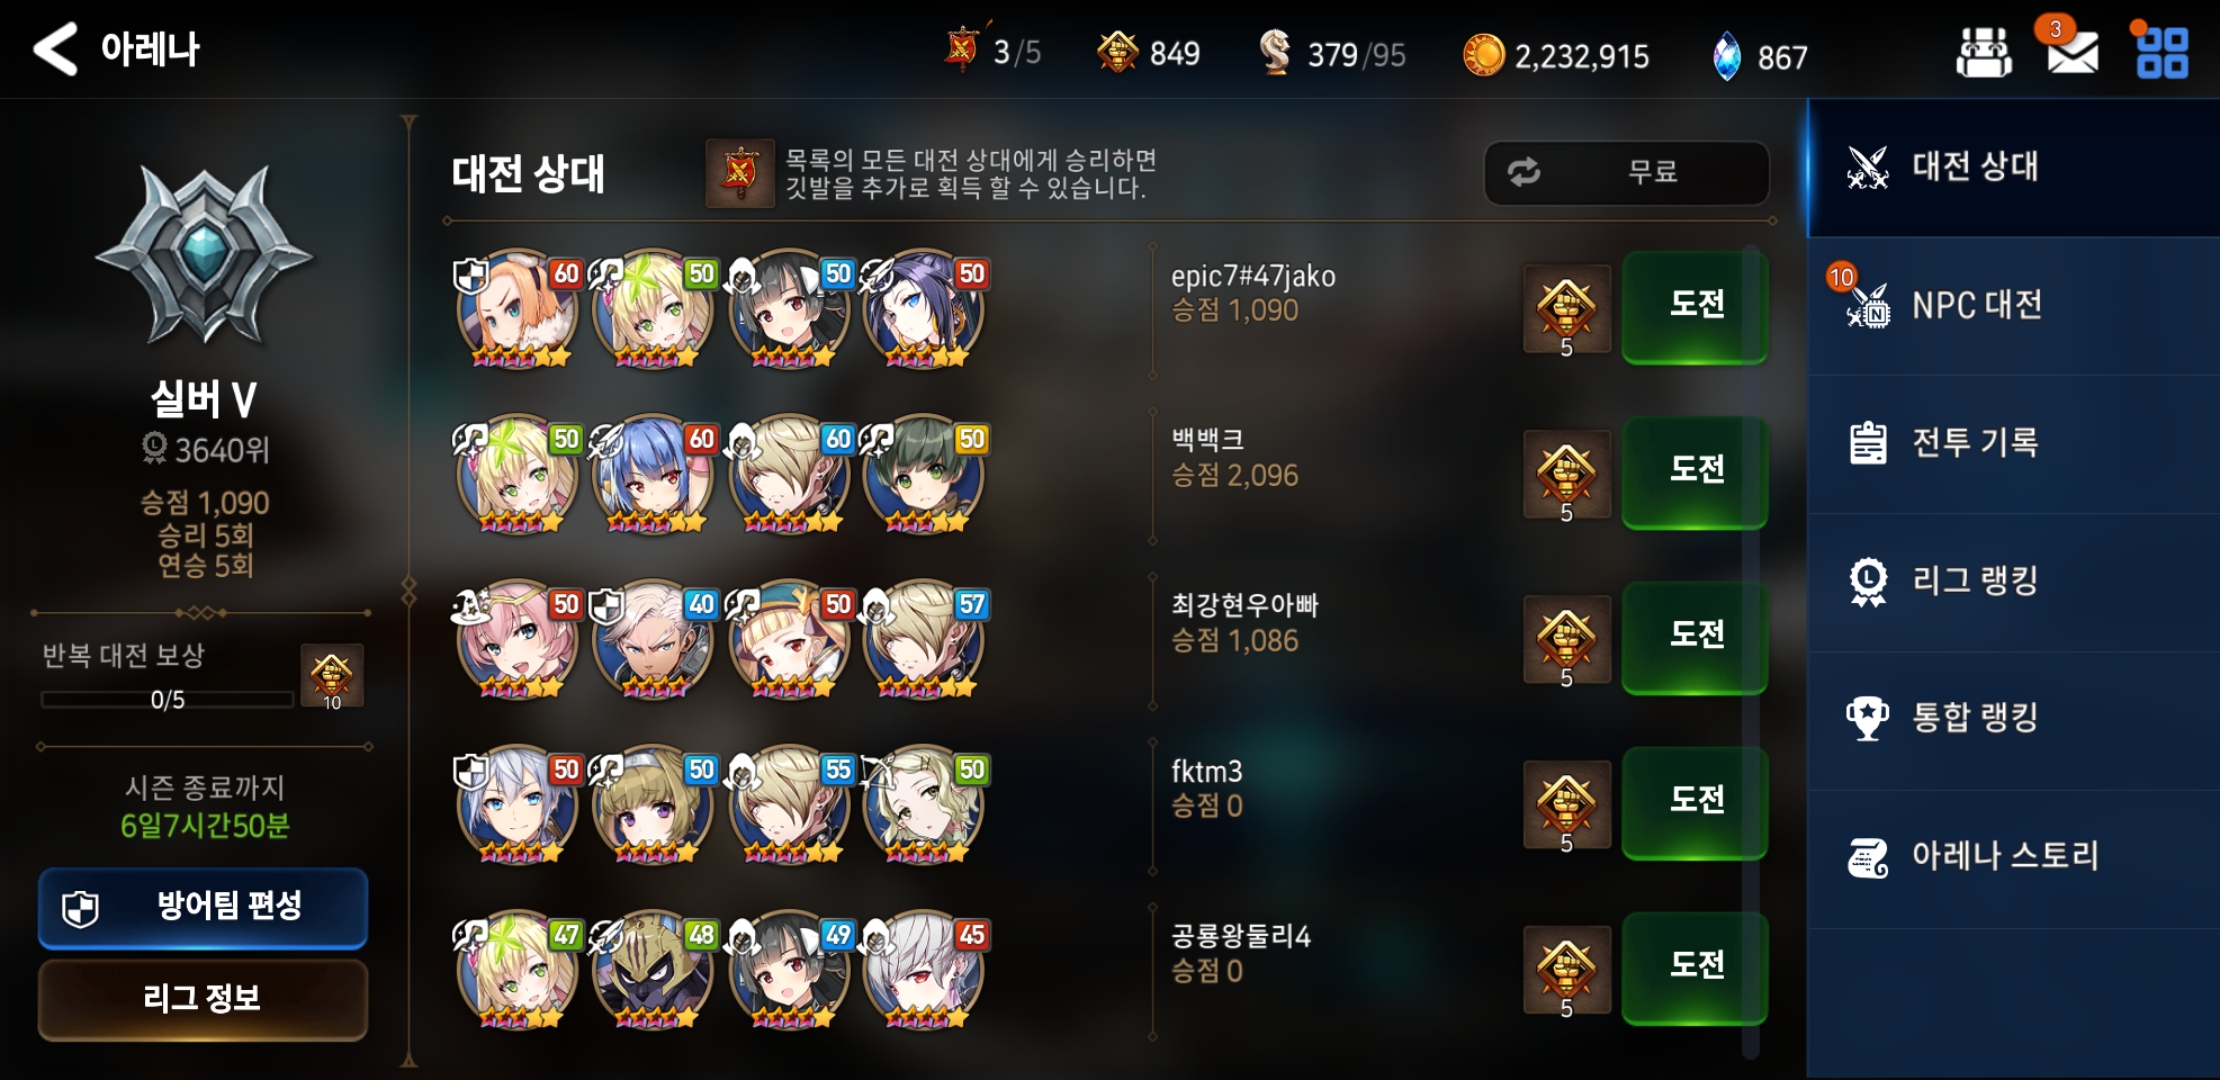 아레나
3/5
849
379/95
2,232,915
867
3
실버 V
3640위
승점 1,090
승리 5회
연승 5회
반복 대전 보상
0/5
10
시즌 종료까지
6일7시간50분
방어팀 편성
리그 정보
대전 상대
목록의 모든 대전 상대에게 승리하면
깃발을 추가로 획득 할 수 있습니다.
무료
60 50 50 50
epic7#47jako
승점 1,090
5
도전
50 60 60 50
백백크
승점 2,096
5
도전
50 40 50 57
최강현우아빠
승점 1,086
5
도전
50 50 55 50
fktm3
승점 0
5
도전
47 48 49 45
공룡왕둘리4
승점 0
5
도전
대전 상대
10
N
NPC 대전
전투 기록
L
리그 랭킹
통합 랭킹
아레나 스토리